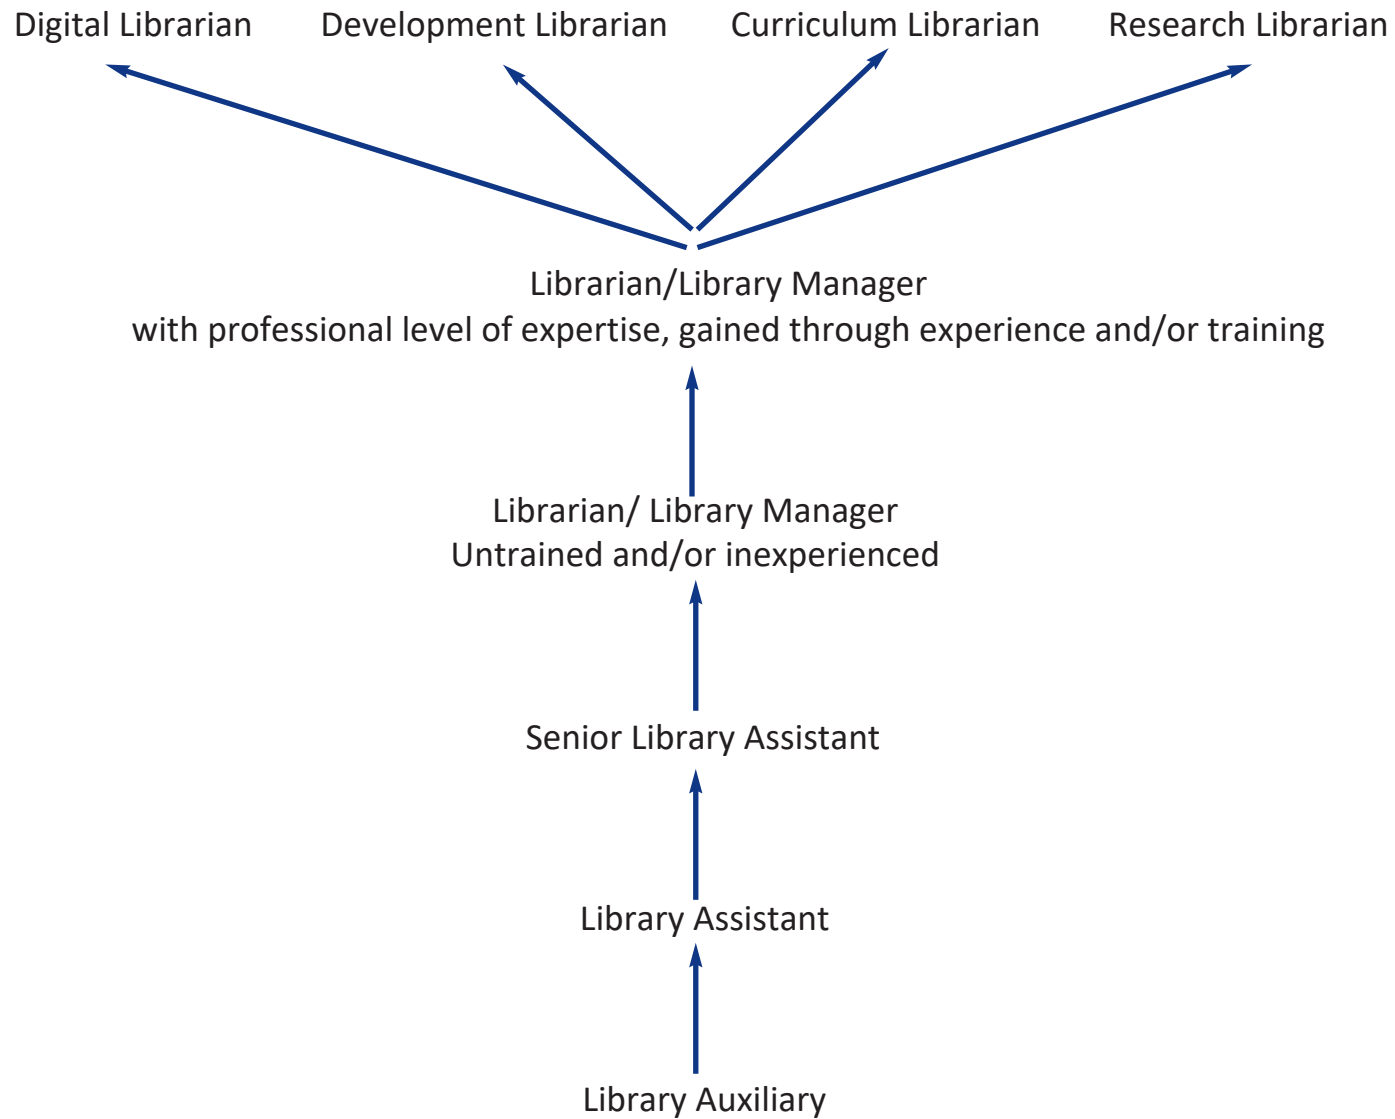 Digital Librarian
Development Librarian
Curriculum Librarian
Research Librarian
Librarian/Library Manager
with professional level of expertise, gained through experience and/or training
Librarian/ Library Manager
Untrained and/or inexperienced
Senior Library Assistant
Library Assistant
Library Auxiliary